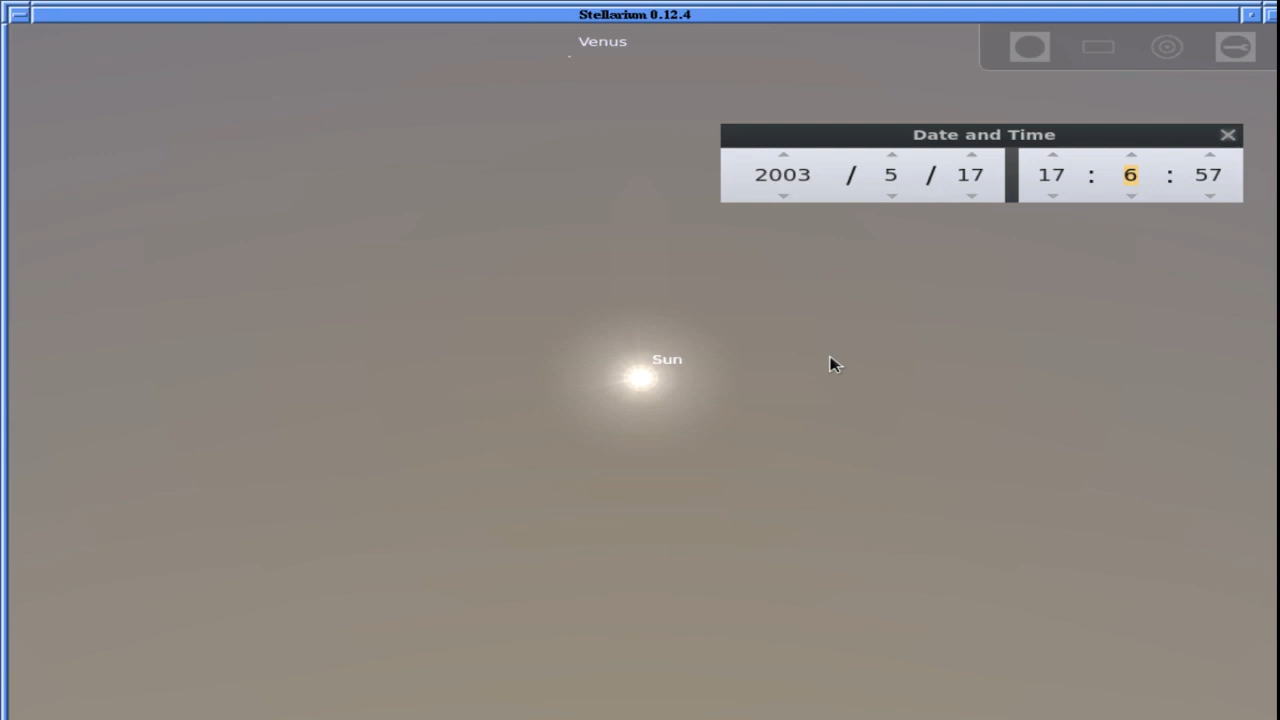 Stellarium 0.12.4
Venus
Date and Time
2003 / 5 / 17 17 : 6 : 57
Sun